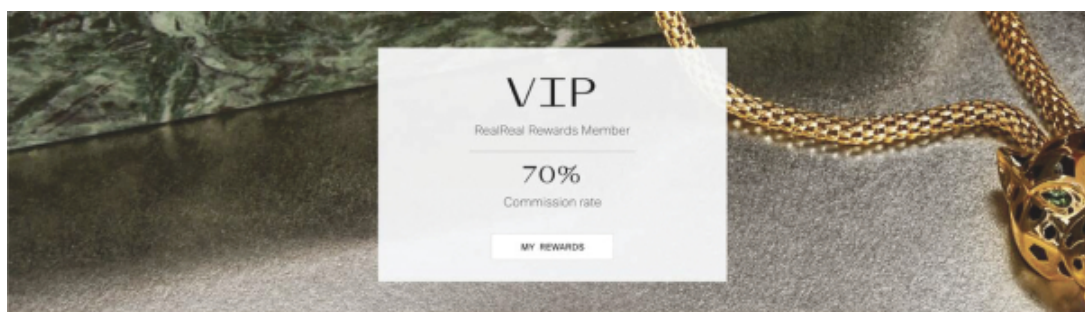 VIP
RealReal Rewards Member
70%
Commission rate
MY REWARDS